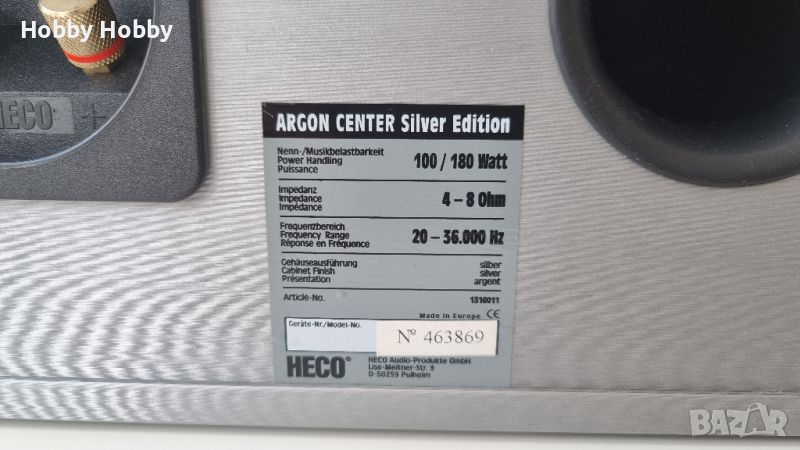 Hobby Hobby
HECO +
ARGON CENTER Silver Edition
Nenn-/Musikbelastbarkeit
Power Handling
Puissance
100 / 180 Watt
Impedanz
Impedance
Impédance
4 – 8 Ohm
Frequenzbereich
Frequency Range
Réponse en Fréquence
20 – 36.000 Hz
Gehäuseausführung
Cabinet Finish
Présentation
silber
silver
argent
Article-No.
1310011
Made in Europe CE
Geräte-Nr./Model-No.
Nº 463869
HECO
HECO Audio-Produkte GmbH
Lise-Meitner-Str. 9
D-50259 Pulheim
BAZAR